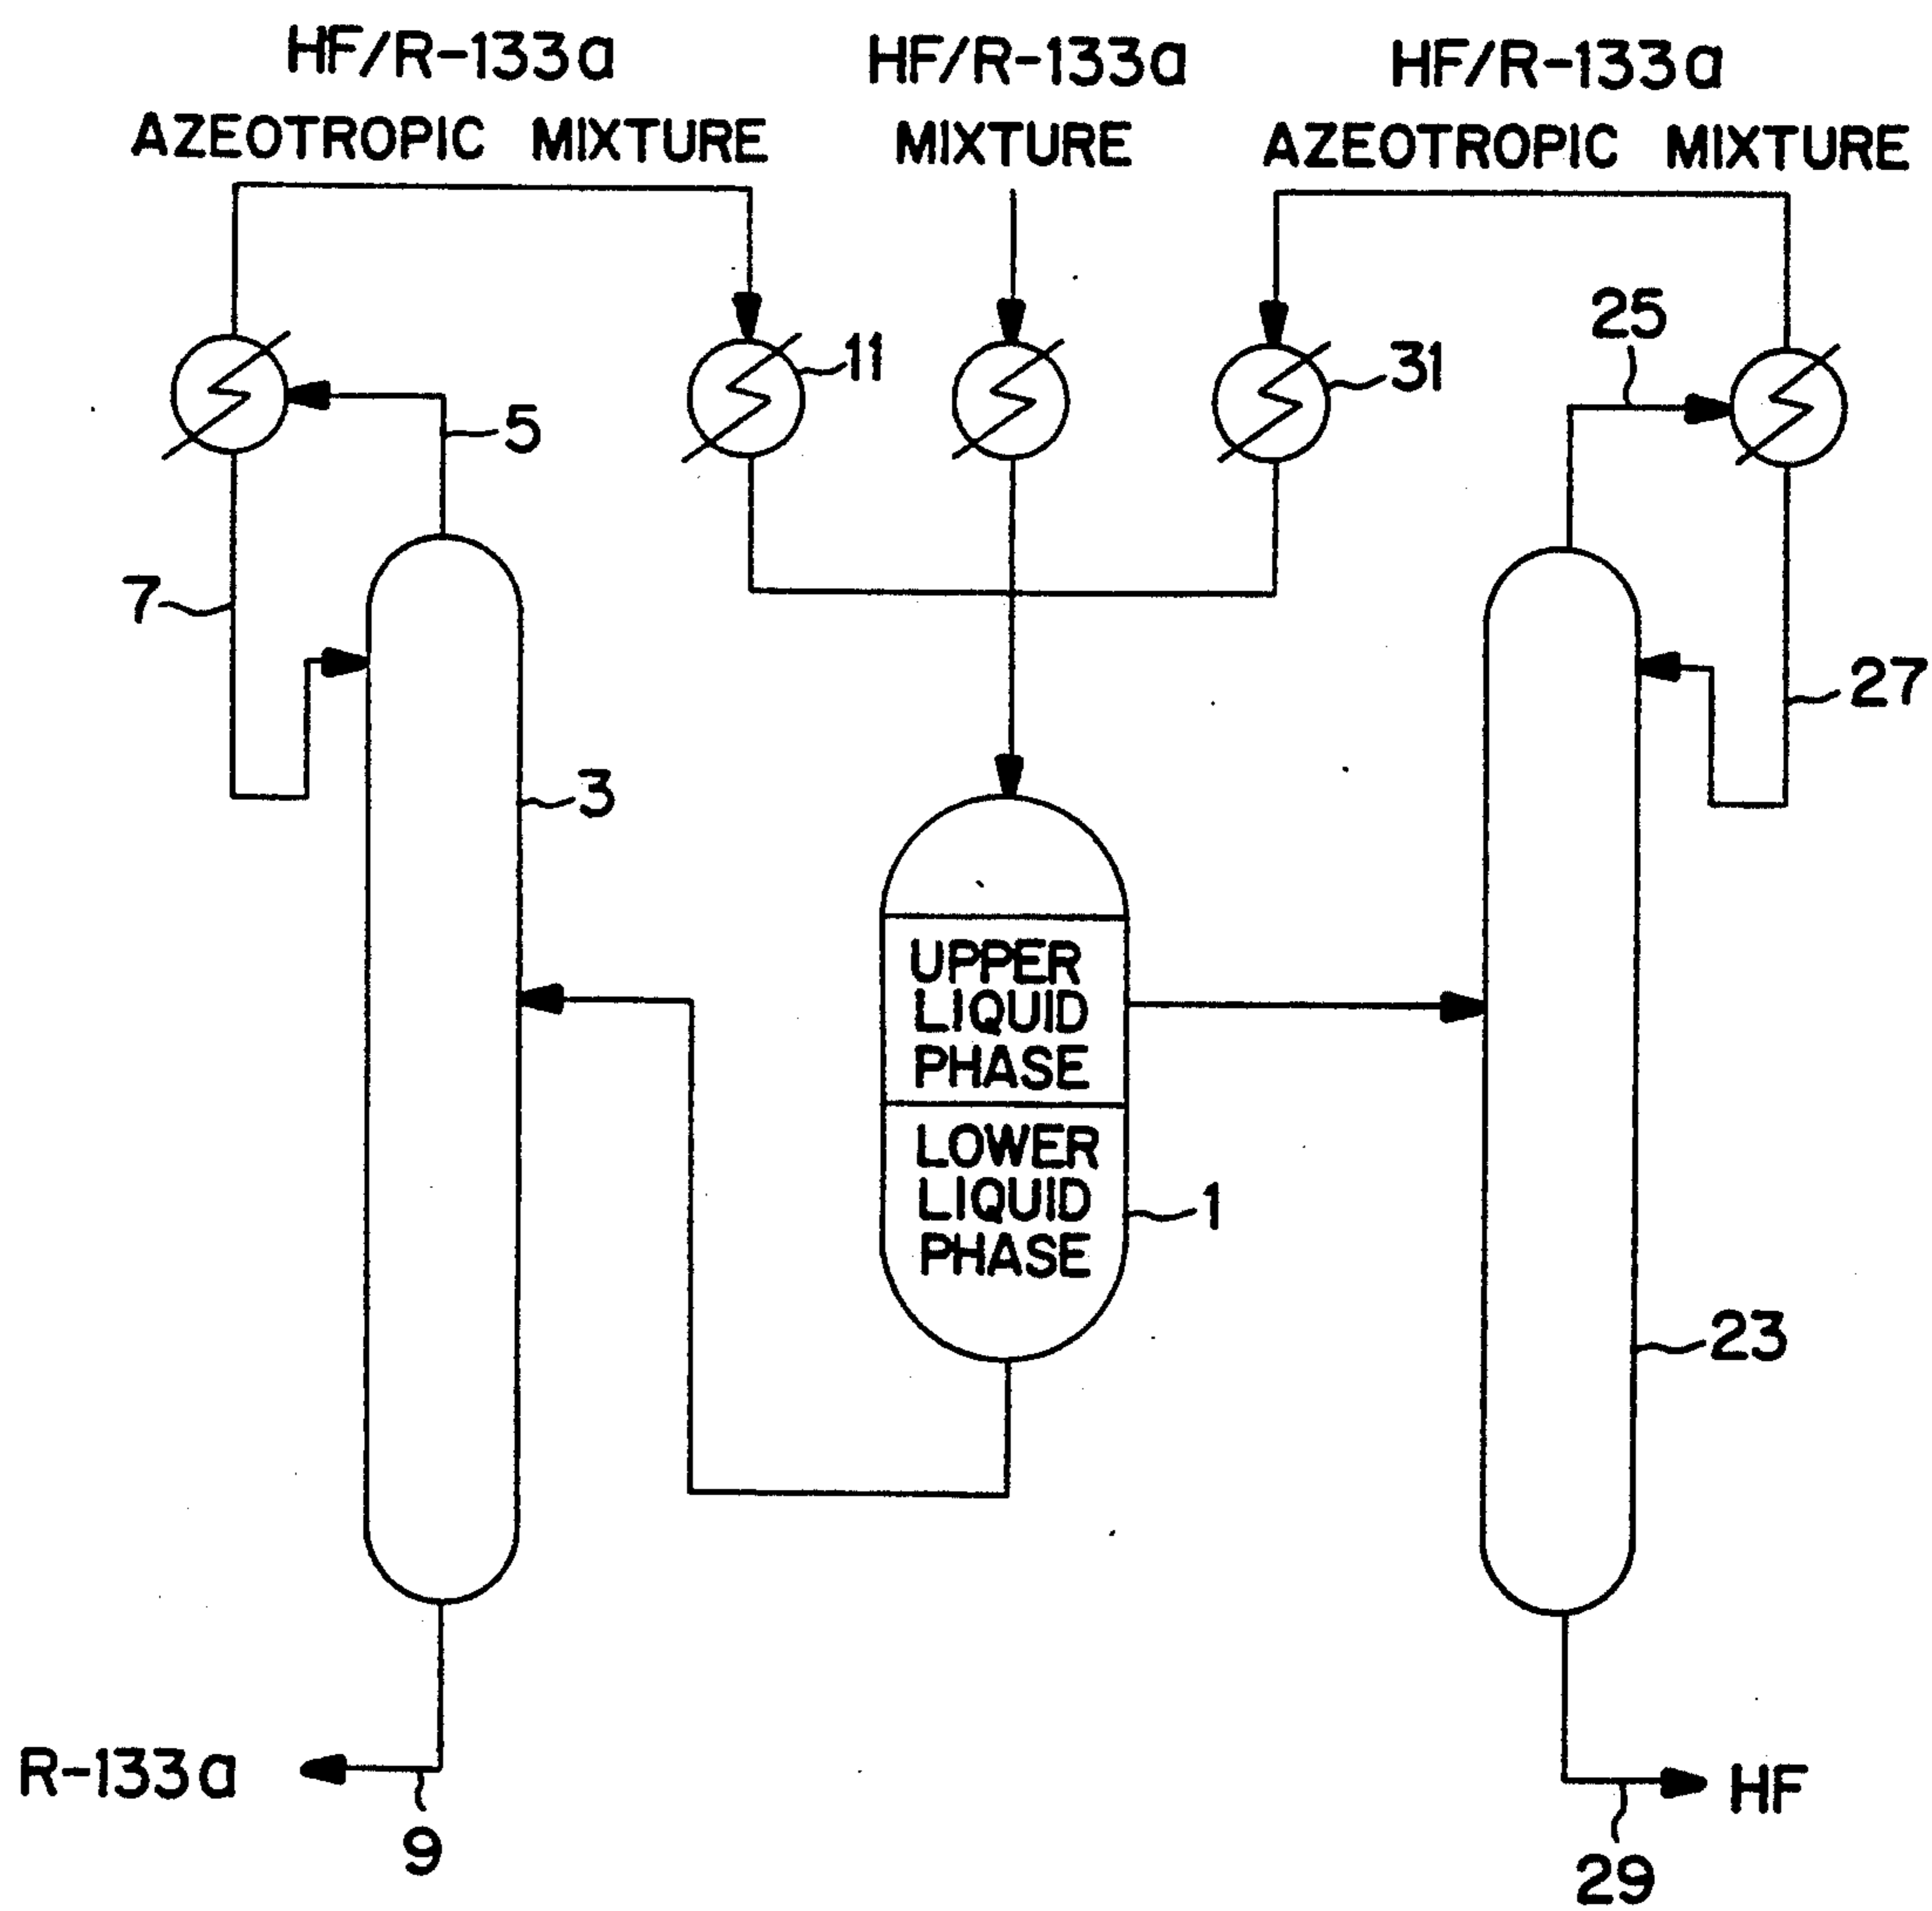 HF/R-133a
AZEOTROPIC MIXTURE
HF/R-133a
MIXTURE
HF/R-133a
AZEOTROPIC MIXTURE
11
31
25
5
7
27
3
UPPER
LIQUID
PHASE
LOWER
LIQUID
PHASE
1
23
R-133a
9
HF
29